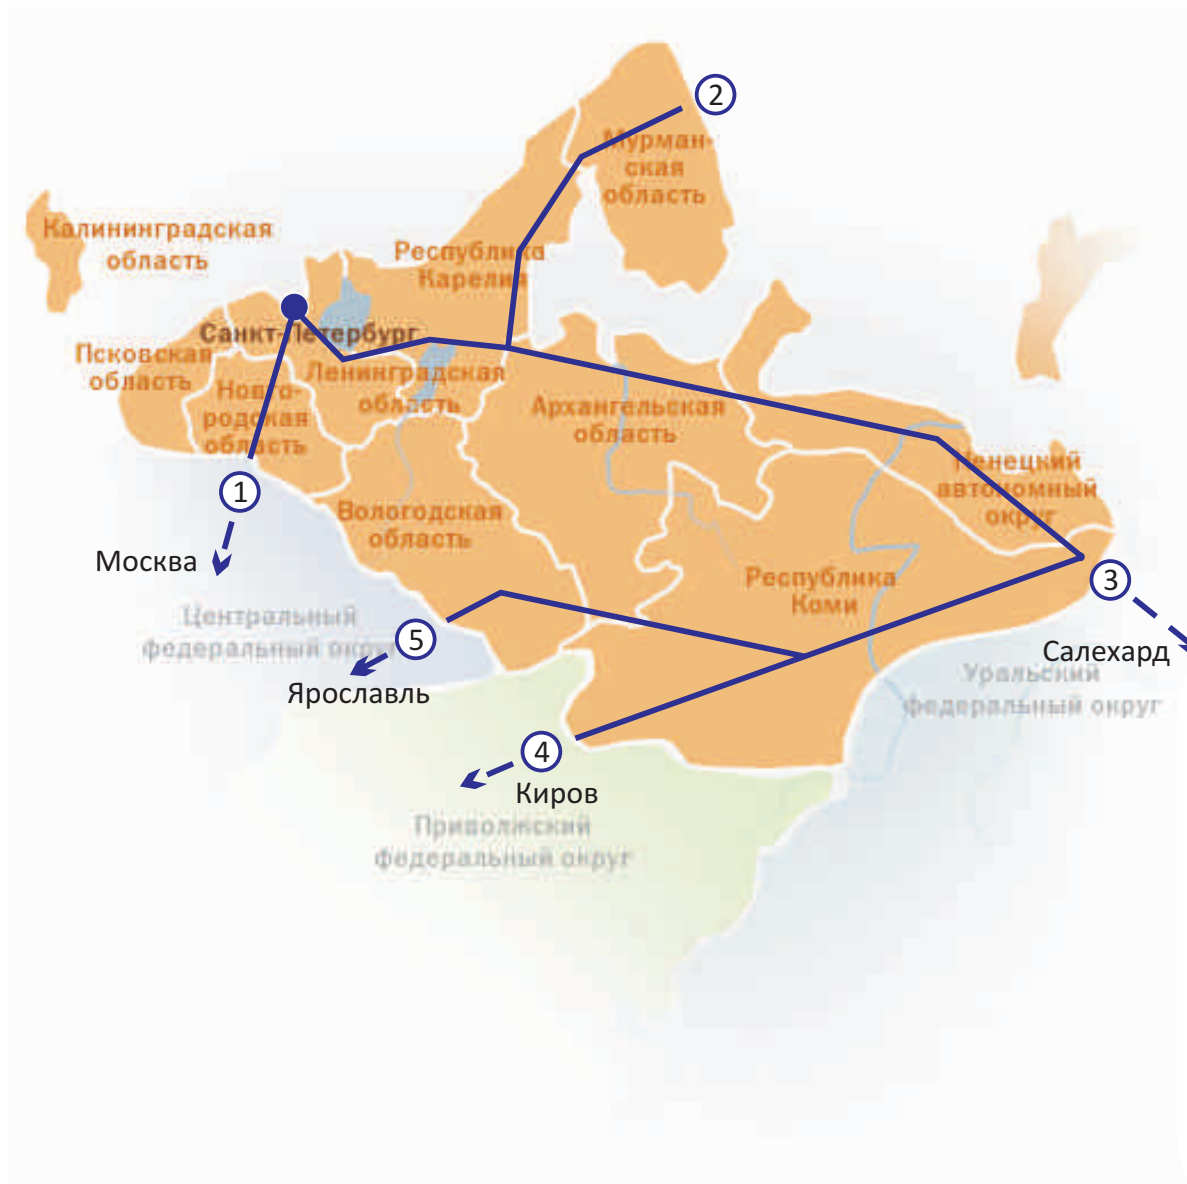 2
Мурман-
ская
область
Калининградская
область
Республика
Карелия
Санкт-Петербург
Псковская
область
Ленинградская
область
Новго-
родская
область
Архангельская
область
Ненецкий
автономный
округ
1
Вологодская
область
Москва
Республика
Коми
3
Центральный
федеральный округ
5
Салехард
Ярославль
Уральский
федеральный округ
4
Киров
Приволжский
федеральный округ